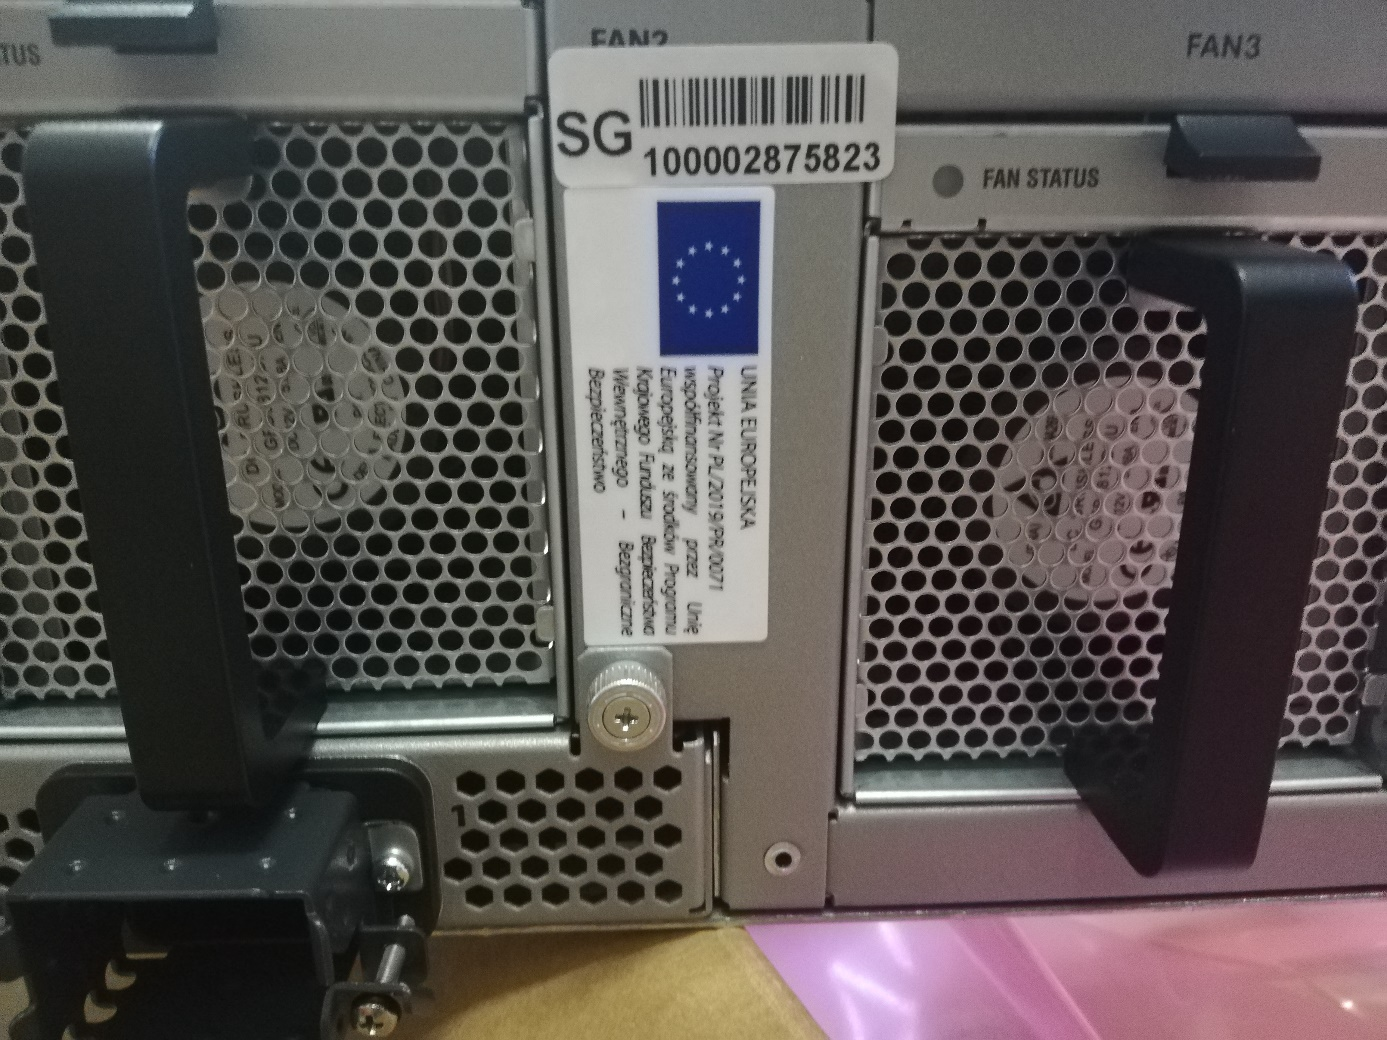 TUS
FAN2
FAN3
SG
100002875823
FAN STATUS
UNIA EUROPEJSKA
Projekt Nr PL/2019/PR/0071
współfinansowany przez Unię
Europejską ze środków Programu
Krajowego Funduszu Bezpieczeństwa
Wewnętrznego – Bezgraniczne
Bezpieczeństwo
1